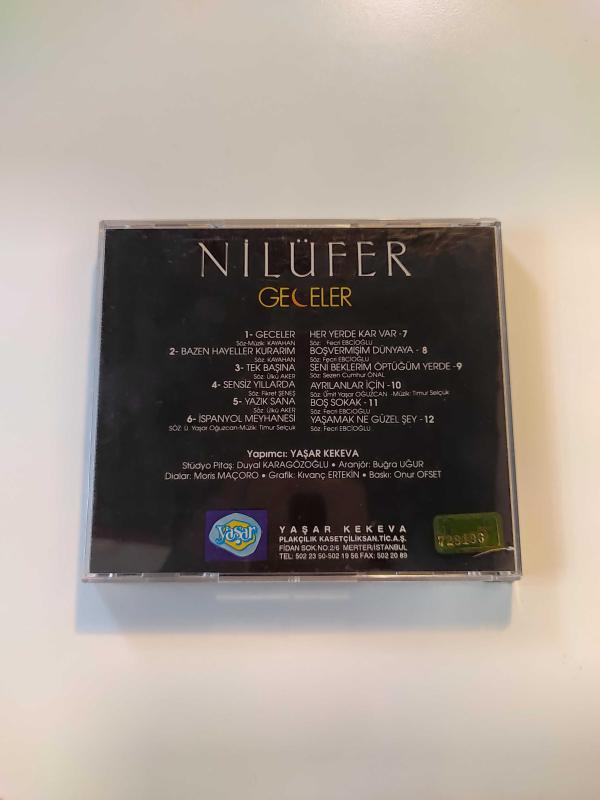 NİLÜFER
GECELER
1- GECELER
Söz-Müzik: KAYAHAN
2- BAZEN HAYELLER KURARIM
Söz: KAYAHAN
3- TEK BAŞINA
Söz: Ülkü AKER
4- SENSİZ YILLARDA
Söz: Fikret ŞENEŞ
5- YAZIK SANA
Söz: Ülkü AKER
6- İSPANYOL MEYHANESİ
SÖZ: Ü. Yaşar Oğuzcan-Müzik: Timur Selçuk
HER YERDE KAR VAR -7
Söz: Fecri EBCİOĞLU
BOŞVERMİŞİM DÜNYAYA - 8
Söz: Fecri EBCİOĞLU
SENİ BEKLERİM ÖPTÜĞÜM YERDE -9
Söz: Sezen Cumhur ÖNAL
AYRILANLAR İÇİN -10
Söz: Ümit Yaşar OĞUZCAN -Müzik: Timur Selçuk
BOŞ SOKAK - 11
Söz: Fecri EBCİOĞLU
YAŞAMAK NE GÜZEL ŞEY - 12
Söz: Fecri EBCİOĞLU
Yapımcı: YAŞAR KEKEVA
Stüdyo Pitaş: Duyal KARAGÖZOĞLU • Aranjör: Buğra UĞUR
Dialar: Moris MAÇORO • Grafik: Kıvanç ERTEKİN • Baskı: Onur OFSET
yaşar
YAŞAR KEKEVA
PLAKÇILIK KASETÇİLİKSAN.TİC.A.Ş.
FİDAN SOK.NO:2/6 MERTER/İSTANBUL
TEL: 502 23 50-502 19 56 FAX: 502 20 89